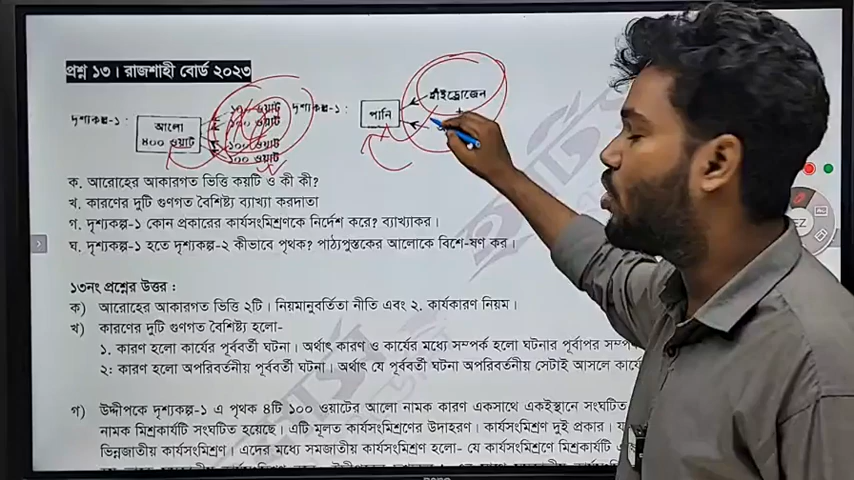 প্রশ্ন ১৩। রাজশাহী বোর্ড ২০২৩
দৃশ্যকল্প-১ :
আলো
৪০০ ওয়াট
১০০ ওয়াট
১০০ ওয়াট
১০০ ওয়াট
১০০ ওয়াট
দৃশ্যকল্প-১ :
পানি
হাইড্রোজেন
ক. আরোহের আকারগত ভিত্তি কয়টি ও কী কী?
খ. কারণের দুটি গুণগত বৈশিষ্ট্য ব্যাখ্যা করদাতা
গ. দৃশ্যকল্প-১ কোন প্রকারের কার্যসংমিশ্রণকে নির্দেশ করে? ব্যাখ্যাকর।
ঘ. দৃশ্যকল্প-১ হতে দৃশ্যকল্প-২ কীভাবে পৃথক? পাঠ্যপুস্তকের আলোকে বিশে-ষণ কর।
১৩নং প্রশ্নের উত্তর :
ক) আরোহের আকারগত ভিত্তি ২টি। নিয়মানুবর্তিতা নীতি এবং ২. কার্যকারণ নিয়ম।
খ) কারণের দুটি গুণগত বৈশিষ্ট্য হলো-
১. কারণ হলো কার্যের পূর্ববর্তী ঘটনা। অর্থাৎ কারণ ও কার্যের মধ্যে সম্পর্ক হলো ঘটনার পূর্বাপর
২: কারণ হলো অপরিবর্তনীয় পূর্ববর্তী ঘটনা। অর্থাৎ যে পূর্ববর্তী ঘটনা অপরিবর্তনীয় সেটাই আসলে
গ) উদ্দীপকে দৃশ্যকল্প-১ এ পৃথক ৪টি ১০০ ওয়াটের আলো নামক কারণ একসাথে একইস্থানে সংঘটিত
নামক মিশ্রকার্যটি সংঘটিত হয়েছে। এটি মূলত কার্যসংমিশ্রণের উদাহরণ। কার্যসংমিশ্রণ দুই প্রকার।
ভিন্নজাতীয় কার্যসংমিশ্রণ। এদের মধ্যে সমজাতীয় কার্যসংমিশ্রণ হলো- যে কার্যসংমিশ্রণে মিশ্রকার্যটি ও